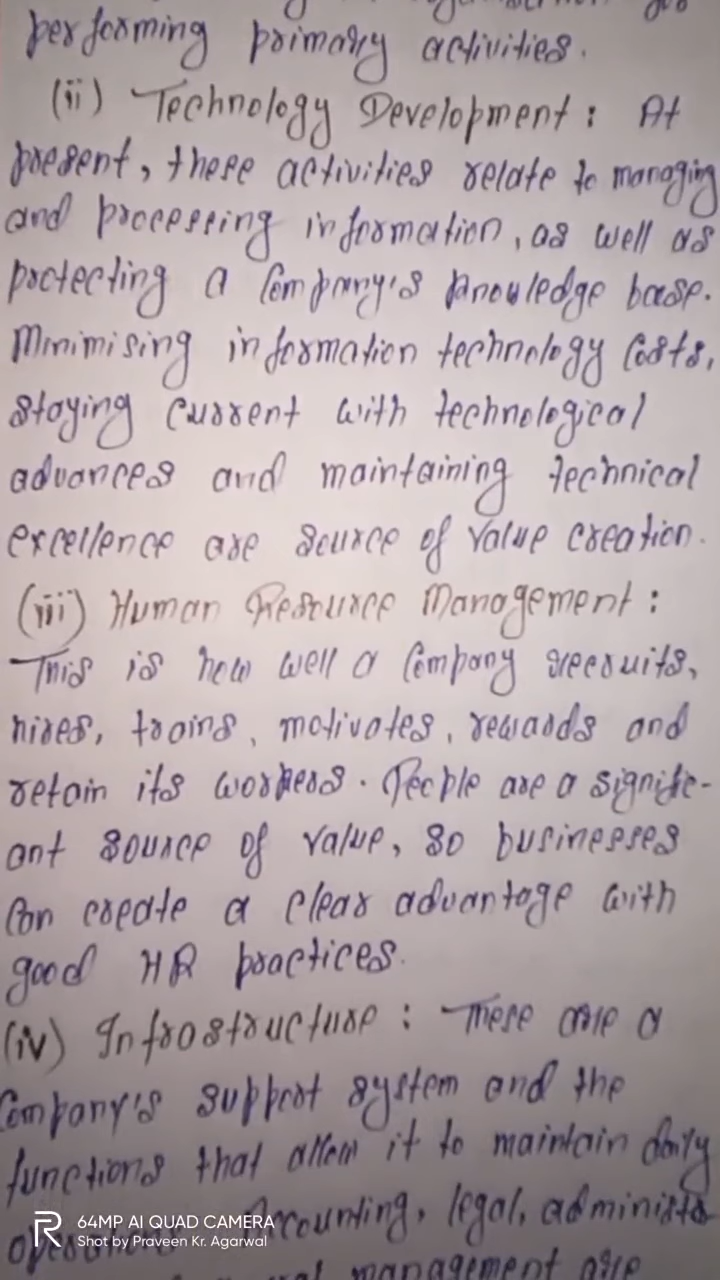 performing primary activities.
(ii) Technology Development : At
present, these activities relate to managing
and processing information, as well as
protecting a Company's knowledge base.
Minimising information technology Costs,
staying current with technological
advances and maintaining technical
excellence are source of value creation.
(iii) Human Resource Management :
This is how well a Company recruits,
hires, trains, motivates, rewards and
retain its workers. People are a signific-
ant source of value, so businesses
Can create a clear advantage with
good HR practices.
(iv) Infrastructure : These are a
Company's support system and the
functions that allow it to maintain daily
Accounting, legal, administra
management are
64MP AI QUAD CAMERA
Shot by Praveen Kr. Agarwal